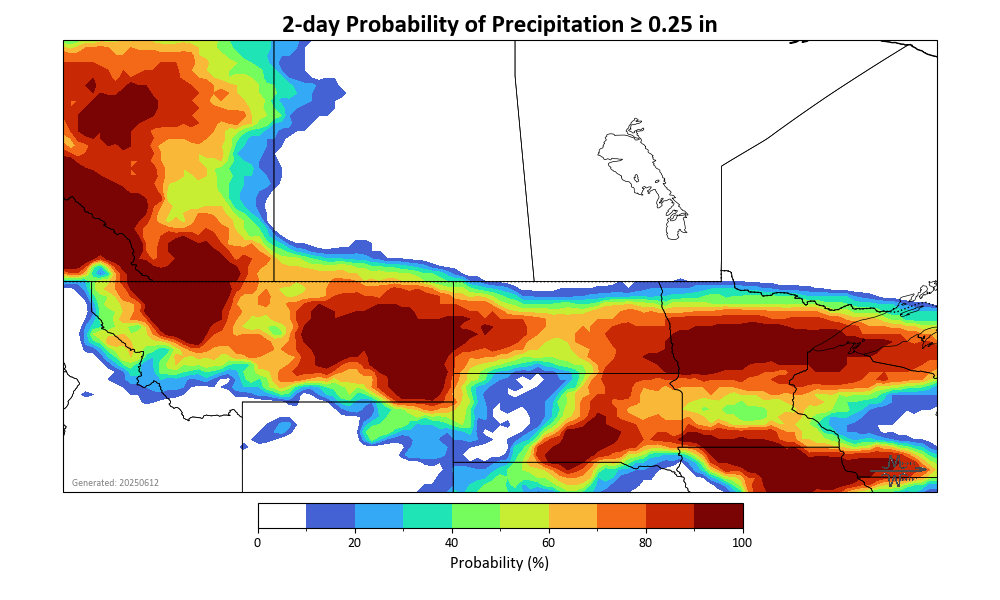 2-day Probability of Precipitation ≥ 0.25 in
Generated: 20250612
0 20 40 60 80 100
Probability (%)